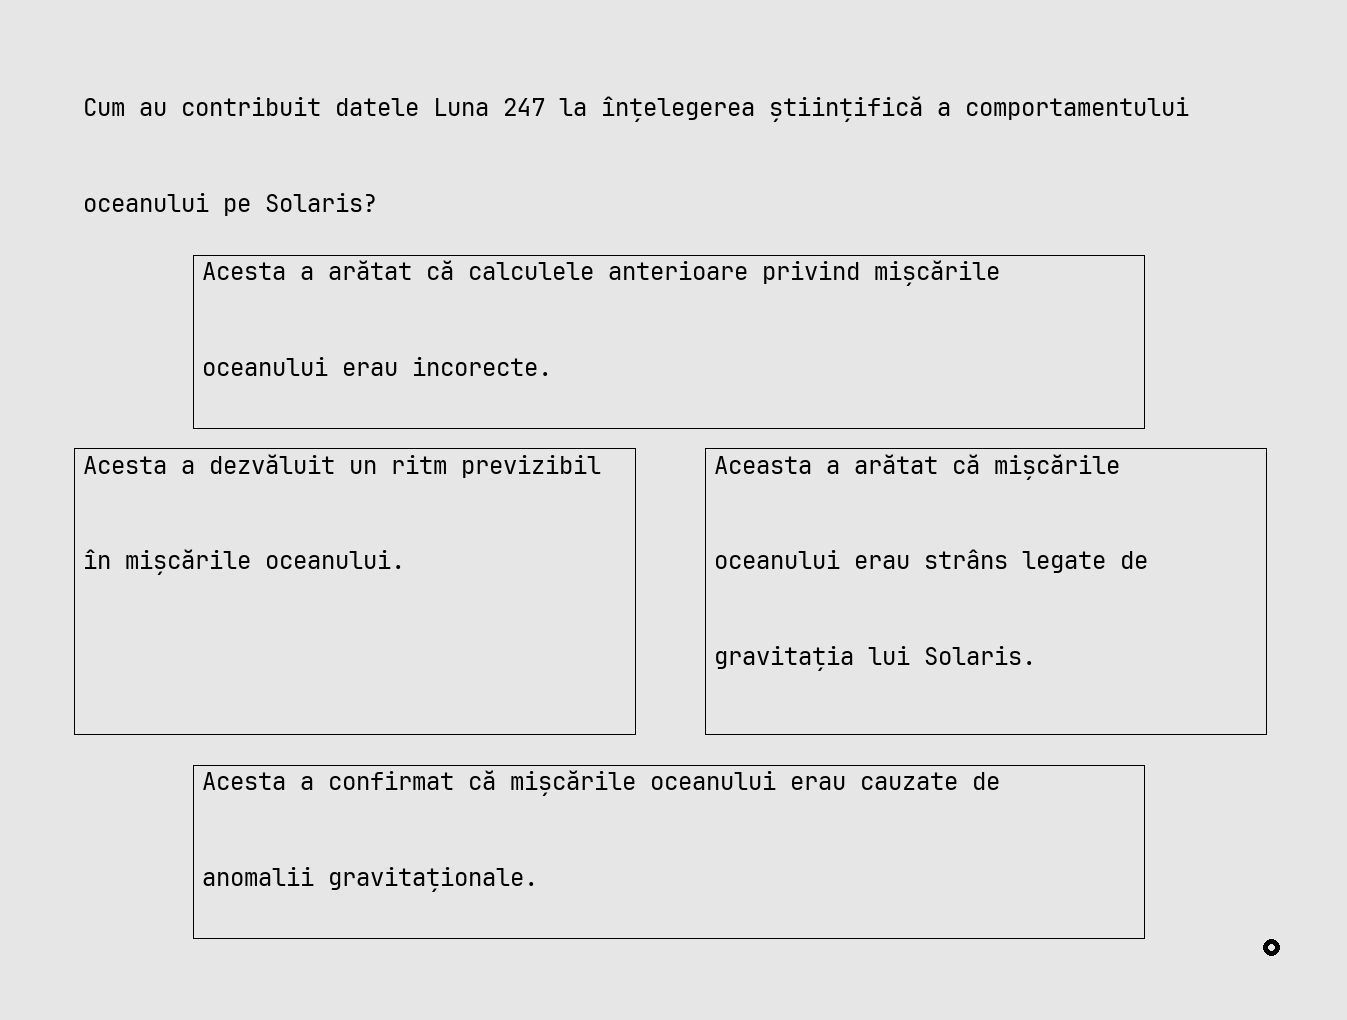 Cum au contribuit datele Luna 247 la înțelegerea științifică a comportamentului
oceanului pe Solaris?
Acesta a arătat că calculele anterioare privind mișcările
oceanului erau incorecte.
Acesta a dezvăluit un ritm previzibil
în mișcările oceanului.
Aceasta a arătat că mișcările
oceanului erau strâns legate de
gravitația lui Solaris.
Acesta a confirmat că mișcările oceanului erau cauzate de
anomalii gravitaționale.